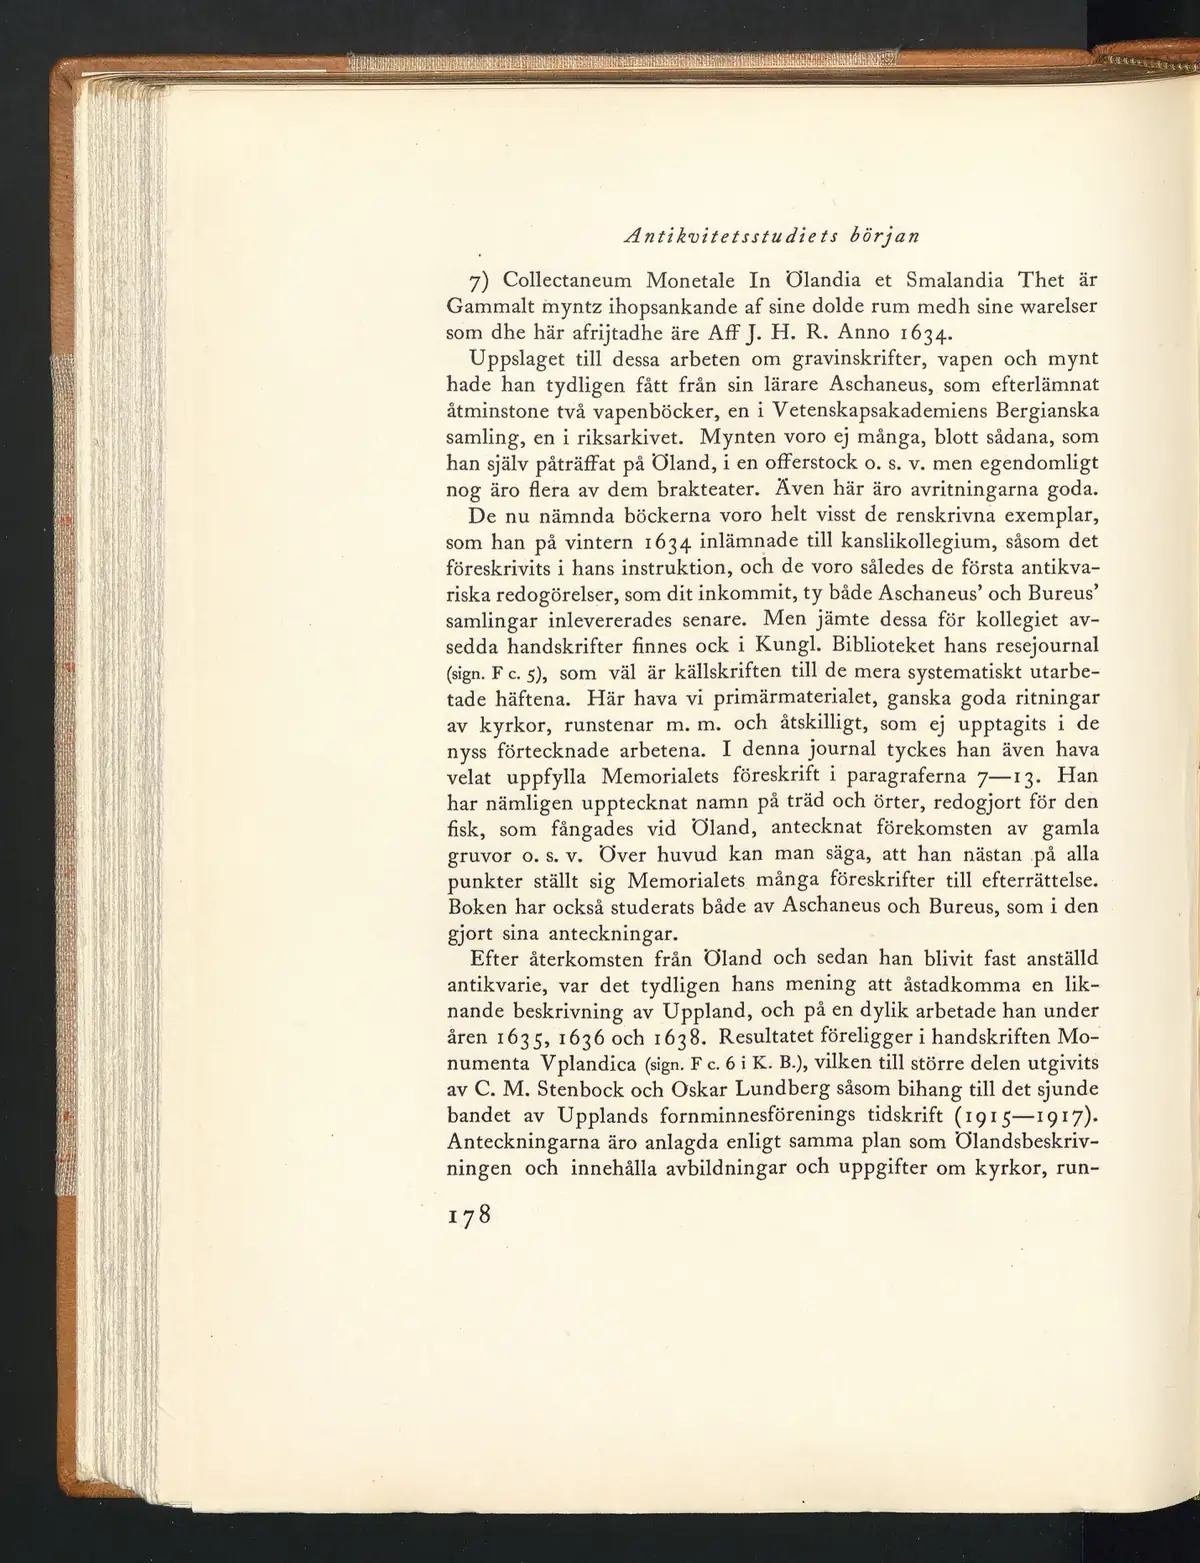 Antikvitetsstudiets början
7) Collectaneum Monetale In Ölandia et Smalandia Thet är
Gammalt myntz ihopsankande af sine dolde rum medh sine warelser
som dhe här afrijtadhe äre Aff J. H. R. Anno 1634.
Uppslaget till dessa arbeten om gravinskrifter, vapen och mynt
hade han tydligen fått från sin lärare Aschaneus, som efterlämnat
åtminstone två vapenböcker, en i Vetenskapsakademiens Bergianska
samling, en i riksarkivet. Mynten voro ej många, blott sådana, som
han själv påträffat på Öland, i en offerstock o. s. v. men egendomligt
nog äro flera av dem brakteater. Även här äro avritningarna goda.
De nu nämnda böckerna voro helt visst de renskrivna exemplar,
som han på vintern 1634 inlämnade till kanslikollegium, såsom det
föreskrivits i hans instruktion, och de voro således de första antikva-
riska redogörelser, som dit inkommit, ty både Aschaneus’ och Bureus’
samlingar inlevererades senare. Men jämte dessa för kollegiet av-
sedda handskrifter finnes ock i Kungl. Biblioteket hans resejournal
(sign. F c. 5), som väl är källskriften till de mera systematiskt utarbe-
tade häftena. Här hava vi primärmaterialet, ganska goda ritningar
av kyrkor, runstenar m. m. och åtskilligt, som ej upptagits i de
nyss förtecknade arbetena. I denna journal tyckes han även hava
velat uppfylla Memorialets föreskrift i paragraferna 7—13. Han
har nämligen upptecknat namn på träd och örter, redogjort för den
fisk, som fångades vid Öland, antecknat förekomsten av gamla
gruvor o. s. v. Över huvud kan man säga, att han nästan på alla
punkter ställt sig Memorialets många föreskrifter till efterrättelse.
Boken har också studerats både av Aschaneus och Bureus, som i den
gjort sina anteckningar.
Efter återkomsten från Öland och sedan han blivit fast anställd
antikvarie, var det tydligen hans mening att åstadkomma en lik-
nande beskrivning av Uppland, och på en dylik arbetade han under
åren 1635, 1636 och 1638. Resultatet föreligger i handskriften Mo-
numenta Vplandica (sign. F c. 6 i K. B.), vilken till större delen utgivits
av C. M. Stenbock och Oskar Lundberg såsom bihang till det sjunde
bandet av Upplands fornminnesförenings tidskrift (1915—1917).
Anteckningarna äro anlagda enligt samma plan som Ölandsbeskriv-
ningen och innehålla avbildningar och uppgifter om kyrkor, run-
178